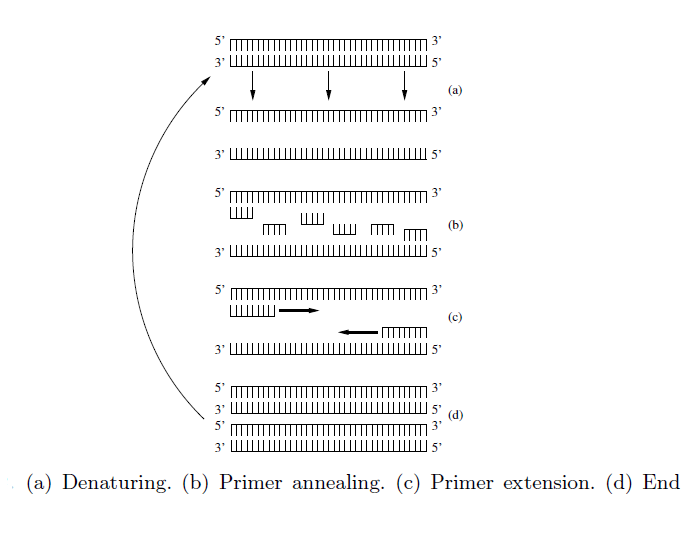 5' 3'
3' 5'
(a)
5' 3'
3' 5'
5' 3'
(b)
3' 5'
5' 3'
(c)
3' 5'
5' 3'
3' 5'
(d)
5' 3'
3' 5'
(a) Denaturing. (b) Primer annealing. (c) Primer extension. (d) End